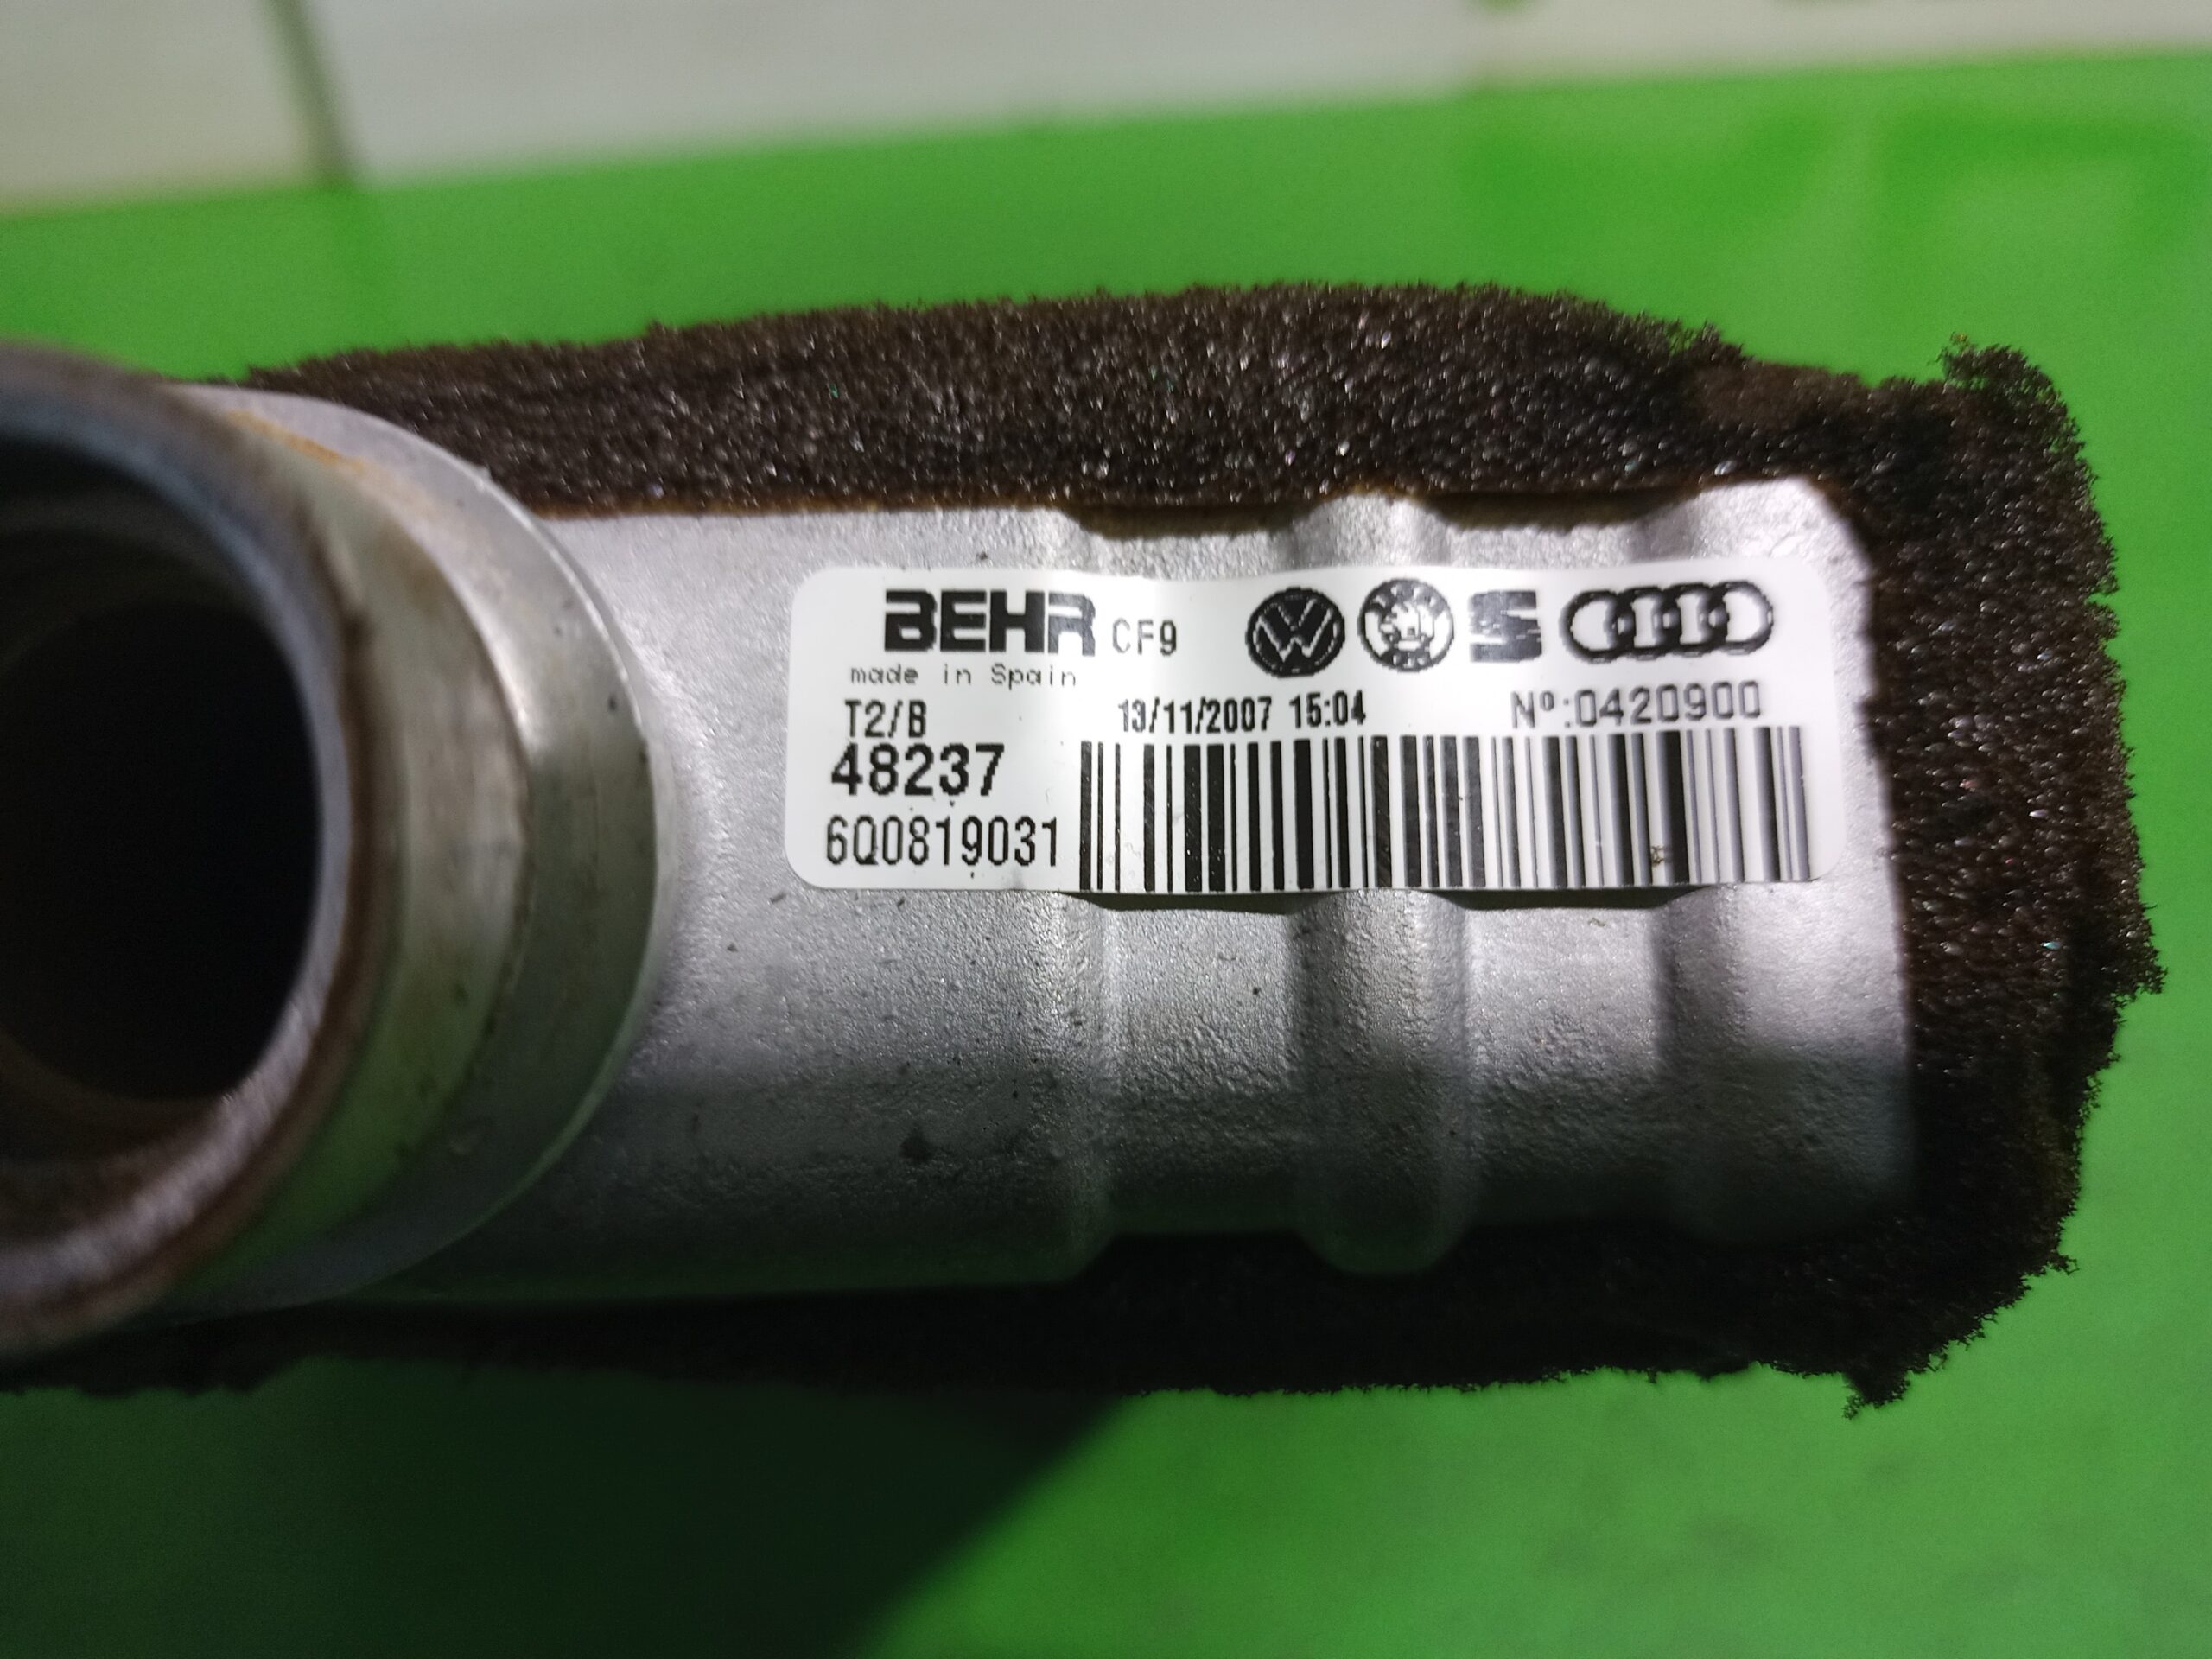 BEHR CF9
made in Spain
T2/B 13/11/2007 15:04 Nº:0420900
48237
6Q0819031